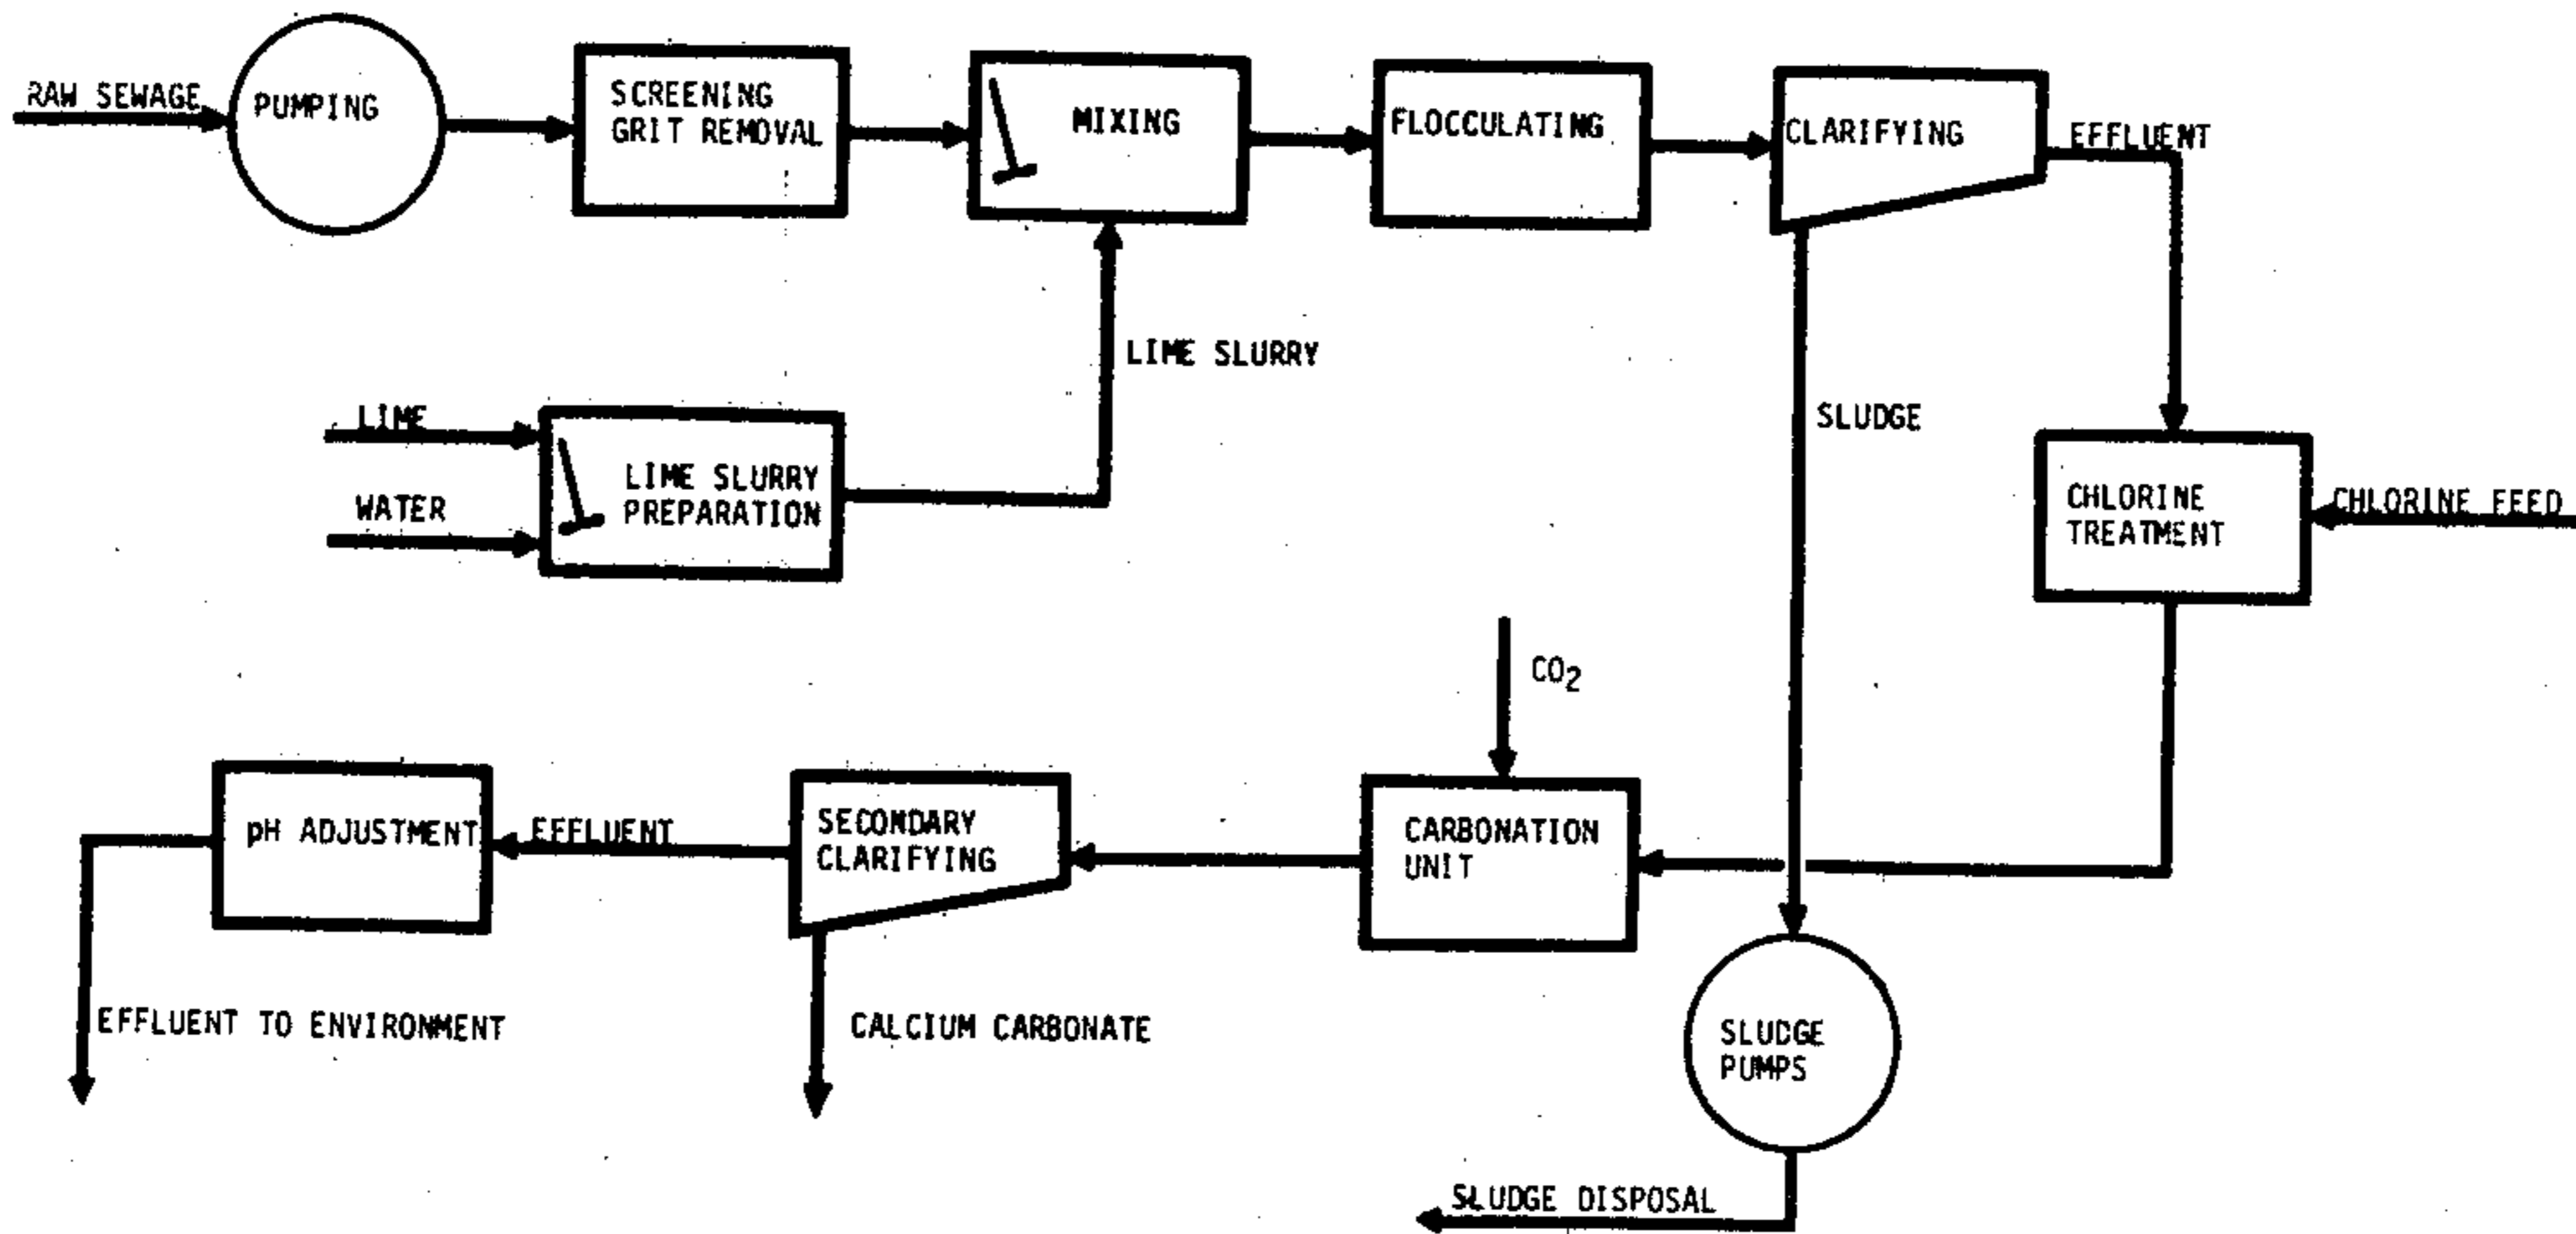 RAW SEWAGE
PUMPING
SCREENING
GRIT REMOVAL
MIXING
FLOCCULATING
CLARIFYING
EFFLUENT
LIME SLURRY
LIME
WATER
LIME SLURRY
PREPARATION
SLUDGE
CHLORINE
TREATMENT
CHLORINE FEED
CO2
pH ADJUSTMENT
EFFLUENT
SECONDARY
CLARIFYING
CARBONATION
UNIT
EFFLUENT TO ENVIRONMENT
CALCIUM CARBONATE
SLUDGE
PUMPS
SLUDGE DISPOSAL